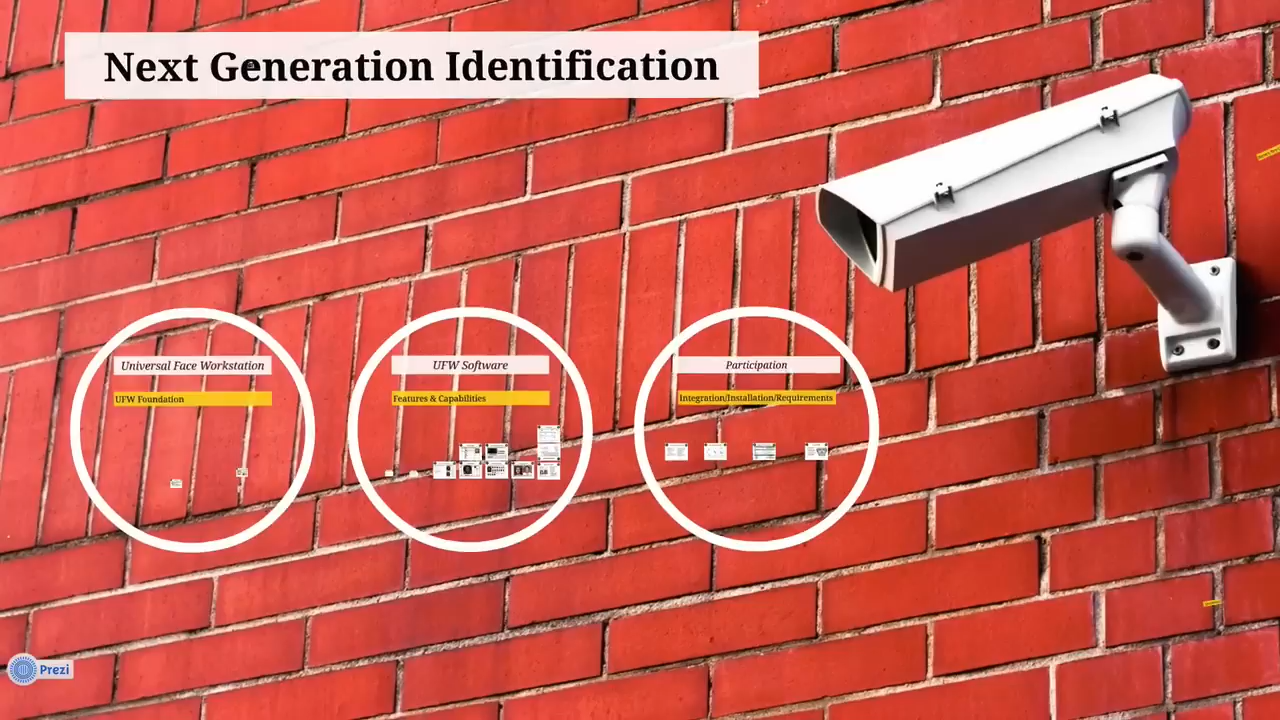 Next Generation Identification
Universal Face Workstation
UFW Foundation
UFW Software
Features & Capabilities
Participation
Integration/Installation/Requirements
Prezi